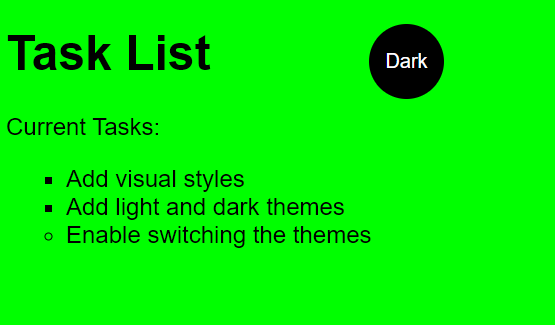 Task List
Dark
Current Tasks:
Add visual styles
Add light and dark themes
Enable switching the themes